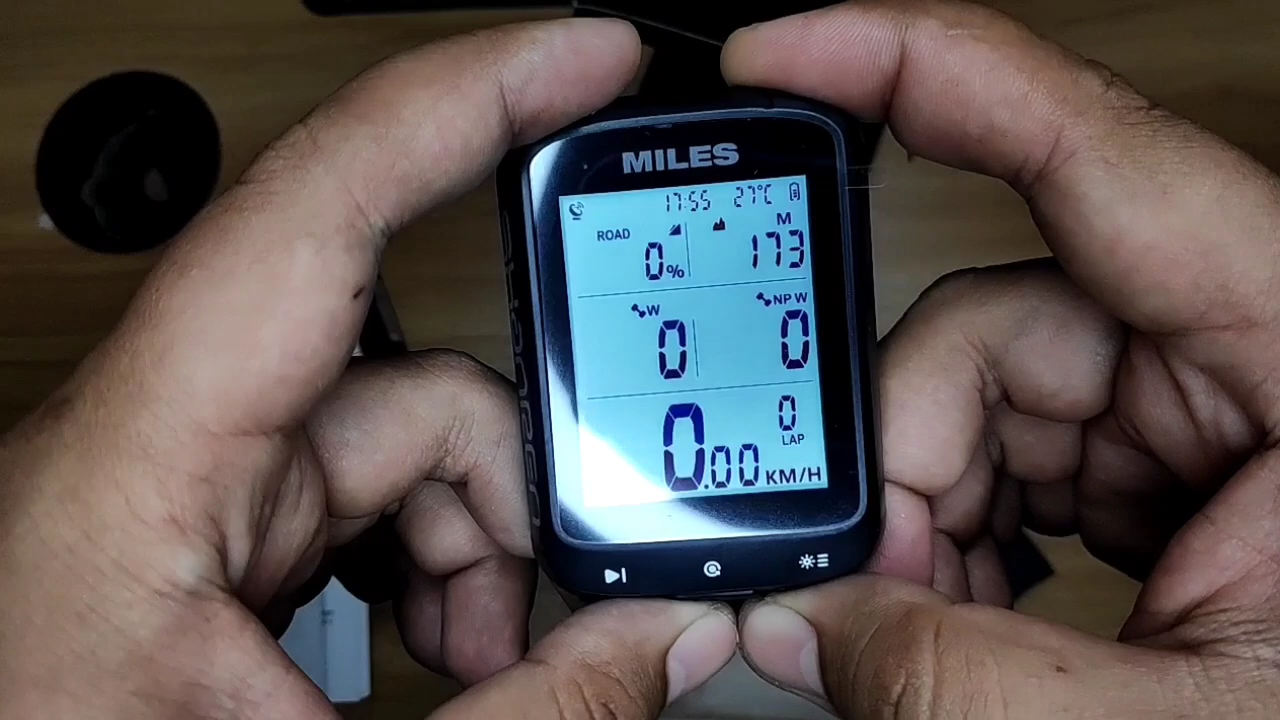 MILES
17:55 27°C
ROAD M
0% 173
W NP W
0 0
0
LAP
0.00 KM/H